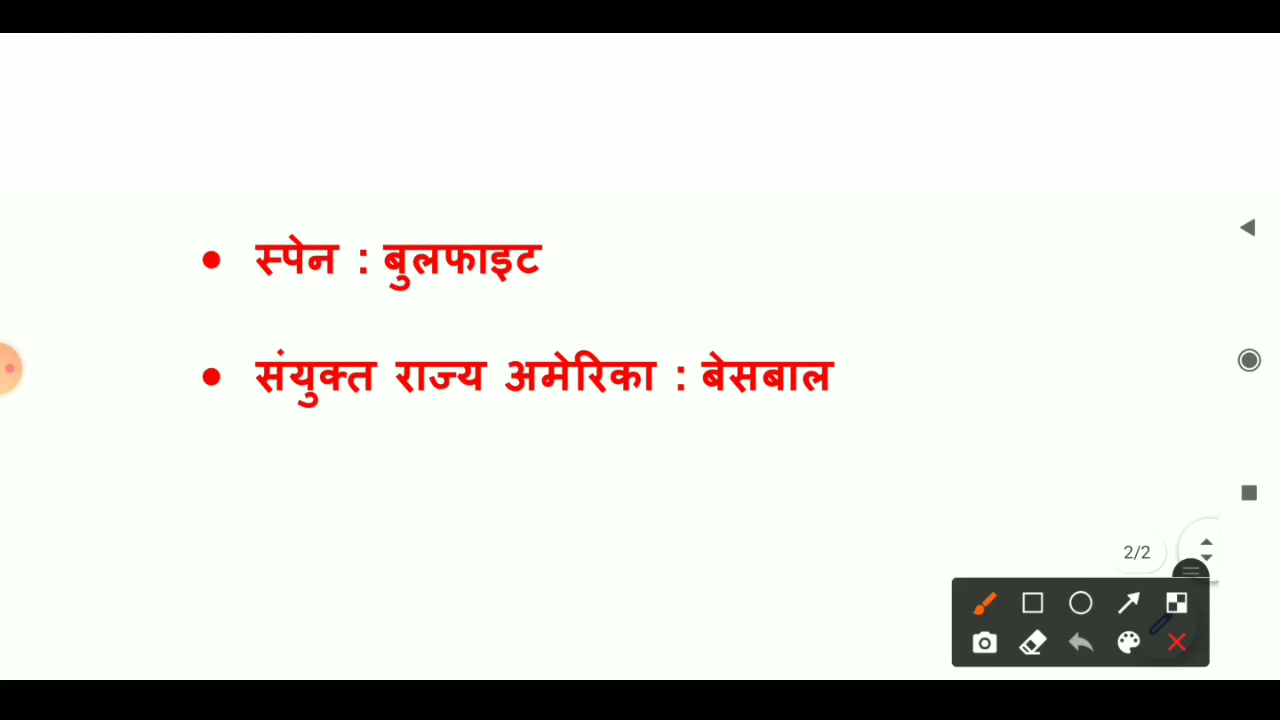 • स्पेन : बुलफाइट
• संयुक्त राज्य अमेरिका : बेसबाल
2/2